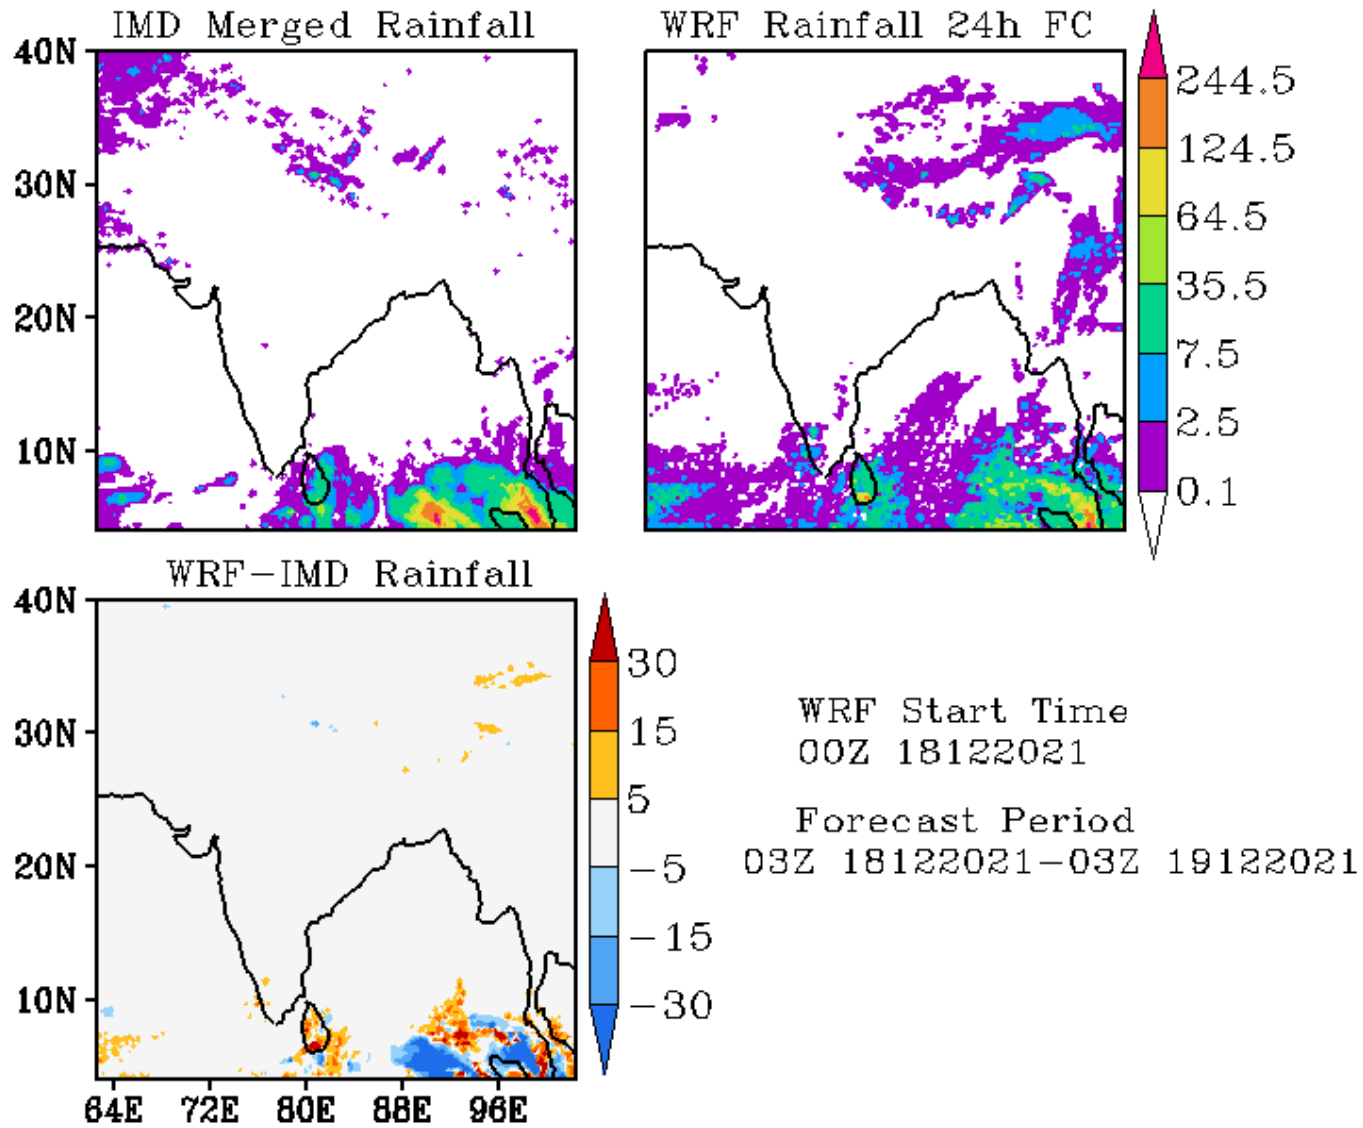 IMD Merged Rainfall
WRF Rainfall 24h FC
40N
30N
20N
10N
244.5
124.5
64.5
35.5
7.5
2.5
0.1
WRF-IMD Rainfall
40N
30N
20N
10N
64E 72E 80E 88E 96E
30
15
5
-5
-15
-30
WRF Start Time
00Z 18122021
Forecast Period
03Z 18122021-03Z 19122021